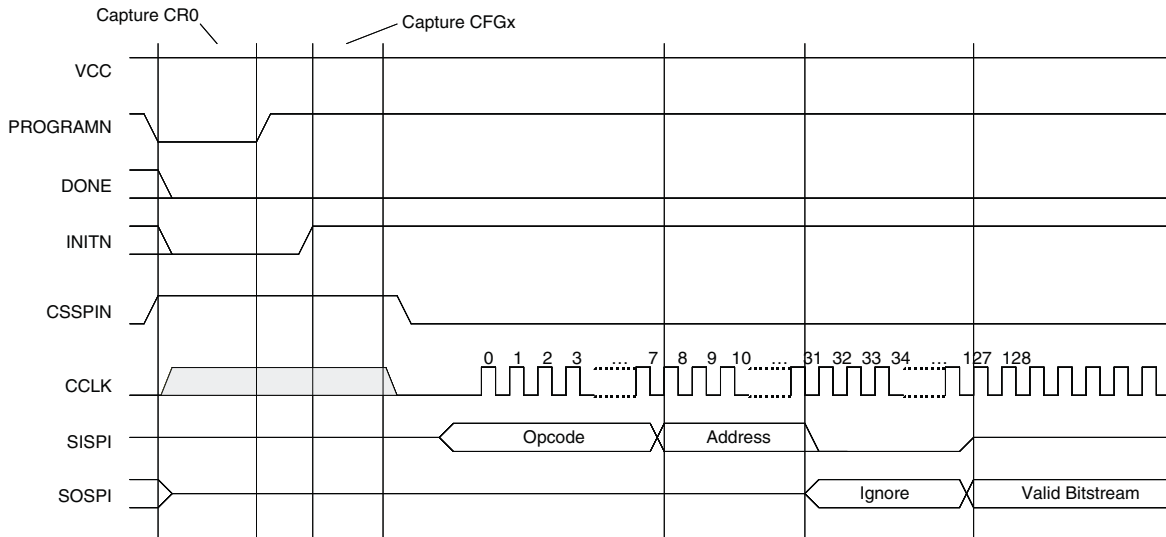 Capture CR0
Capture CFGx
VCC
PROGRAMN
DONE
INITN
CSSPIN
0 1 2 3 ... 7 8 9 10 ... 31 32 33 34 ... 127 128
CCLK
SISPI Opcode Address
SOSPI Ignore Valid Bitstream